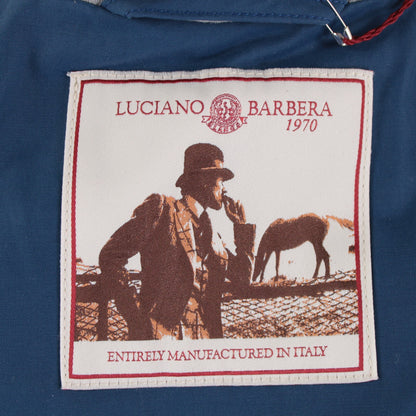 LUCIANO BARBERA
1970
ENTIRELY MANUFACTURED IN ITALY